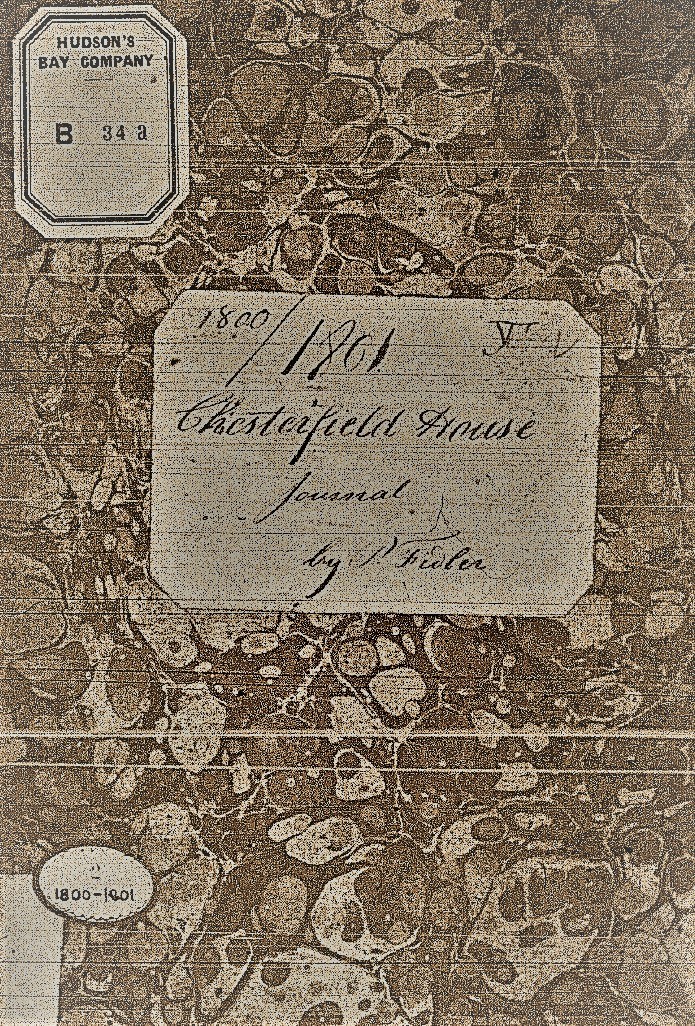 HUDSON'S
BAY COMPANY
B 34 a
1800/1801
Chesterfield House
Journal
by P Fidler
2
1800-1801